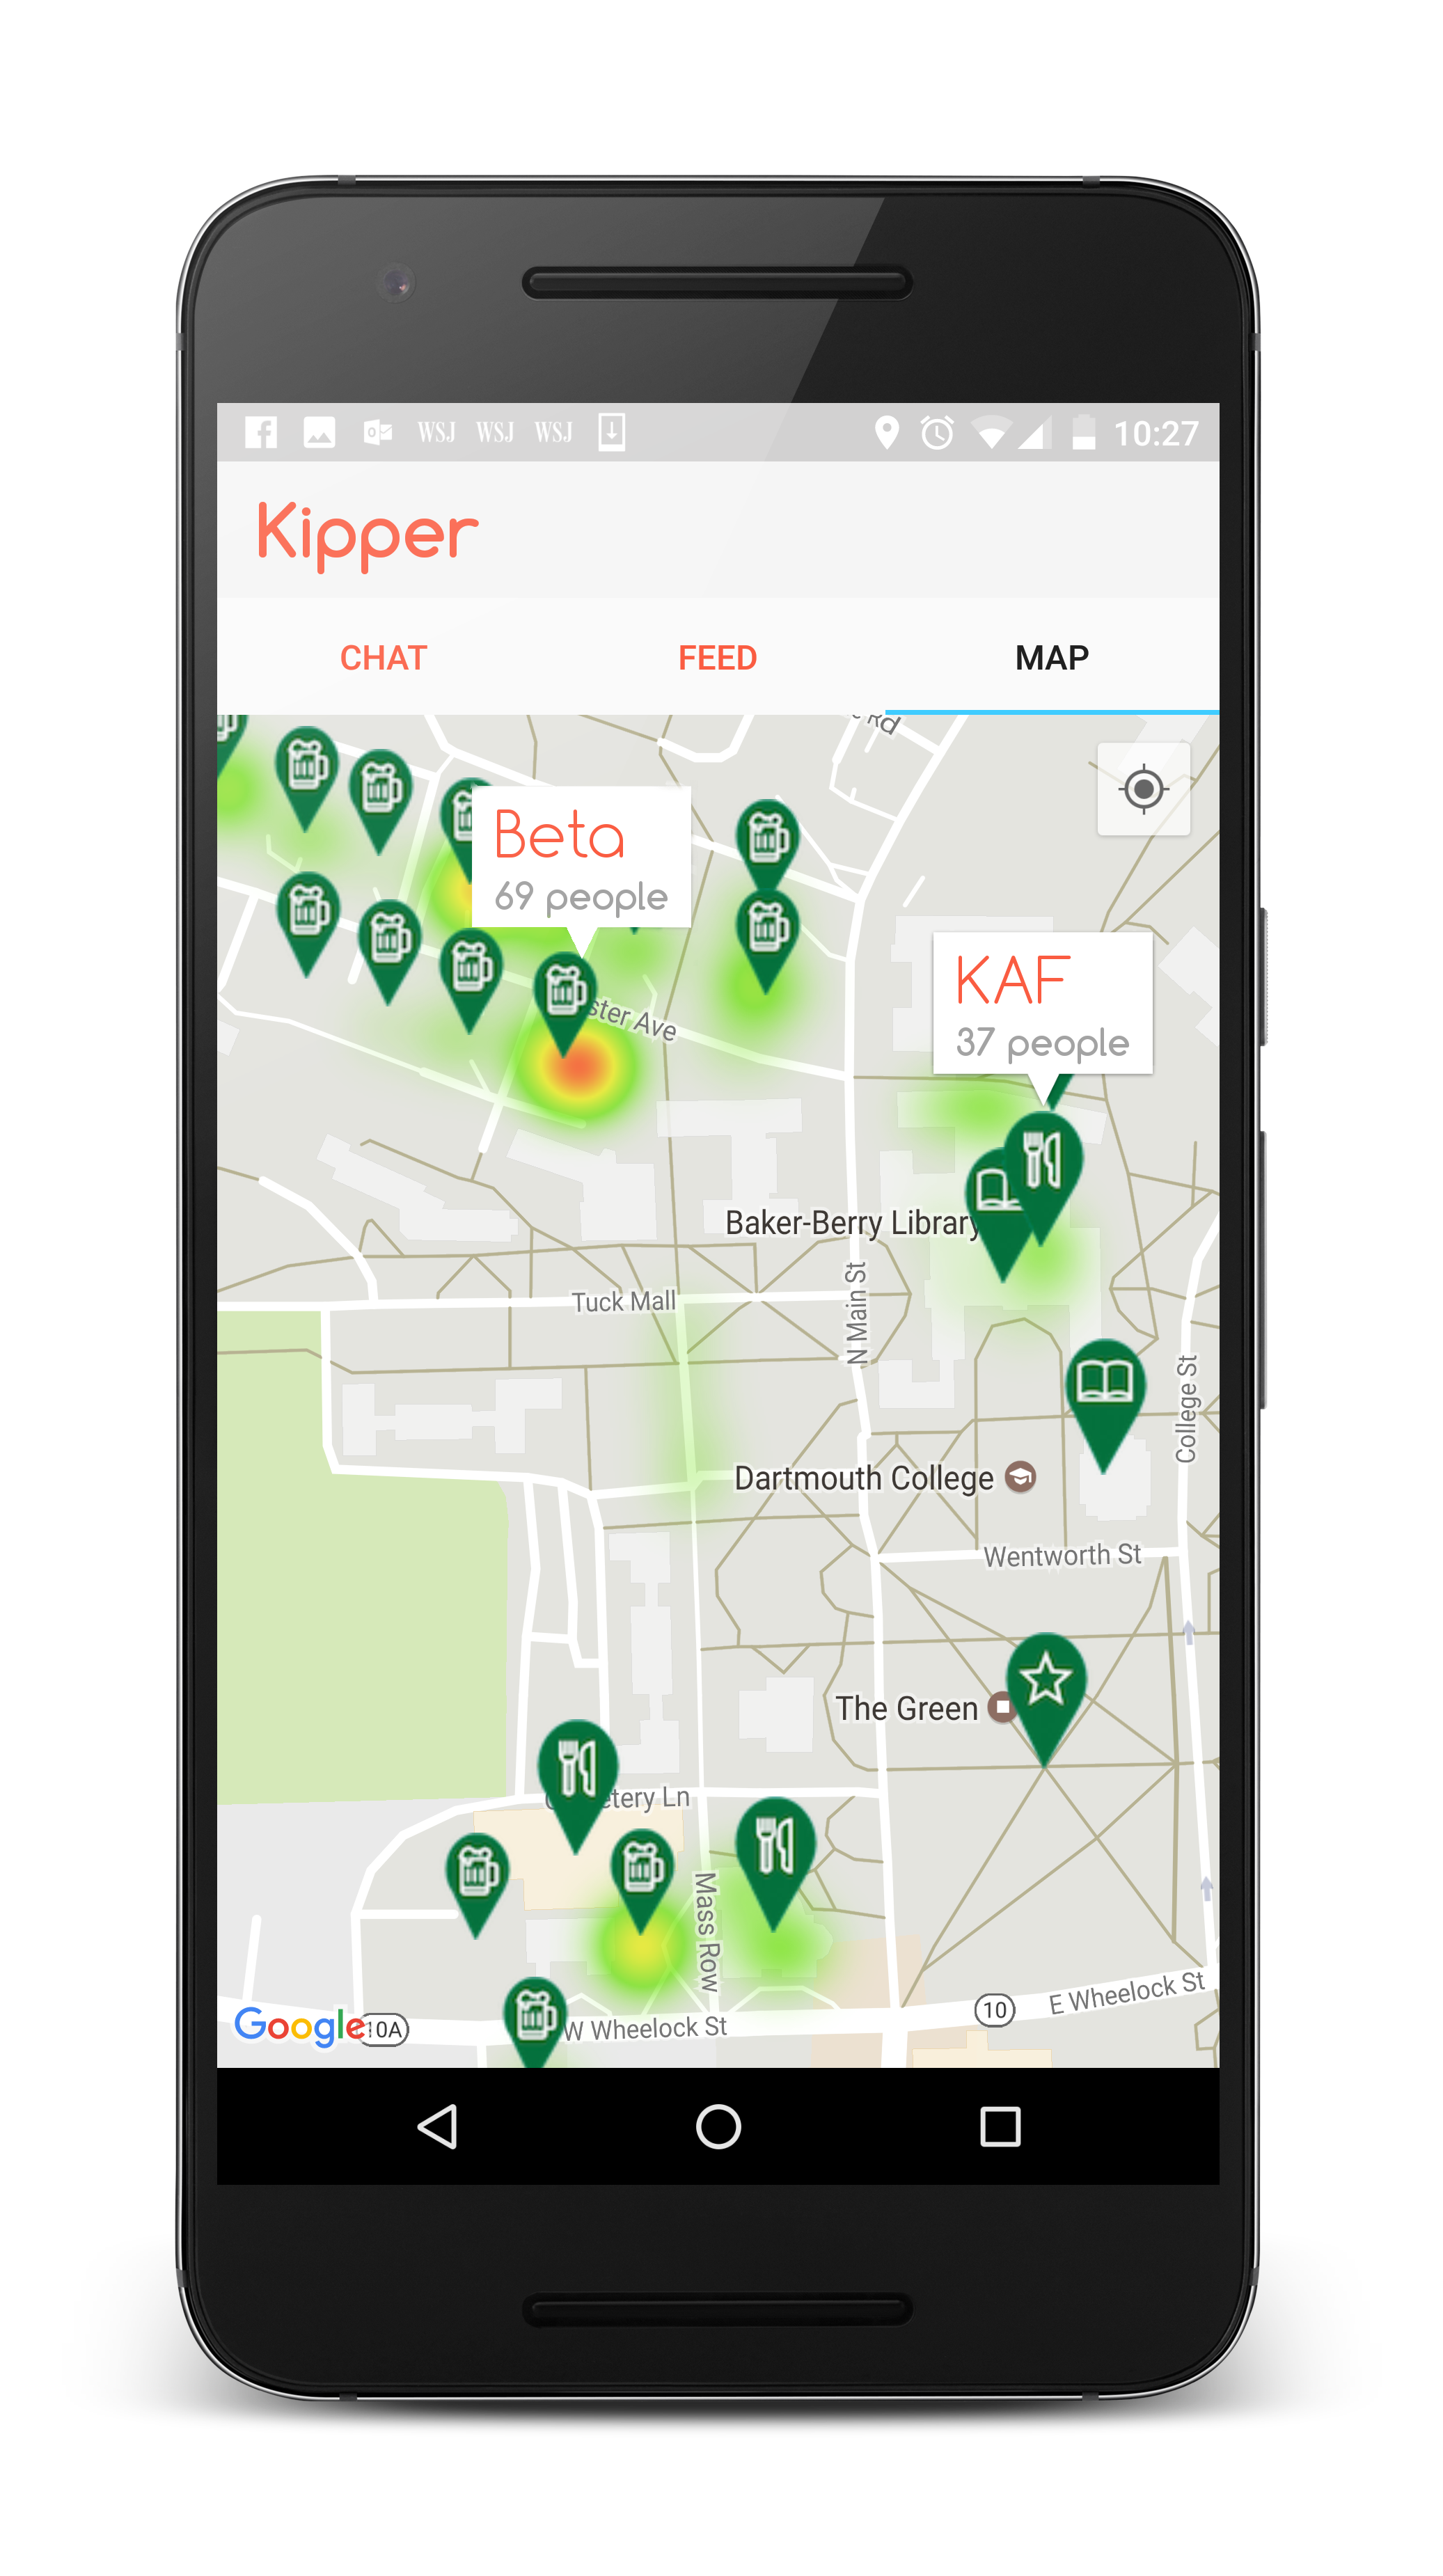 WSJ WSJ WSJ 10:27
Kipper
CHAT FEED MAP
Rd
Beta
69 people
ster Ave
KAF
37 people
Baker-Berry Library
Tuck Mall
N Main St
College St
Dartmouth College
Wentworth St
The Green
etery Ln
Mass Row
E Wheelock St
10
W Wheelock St
Google
10A